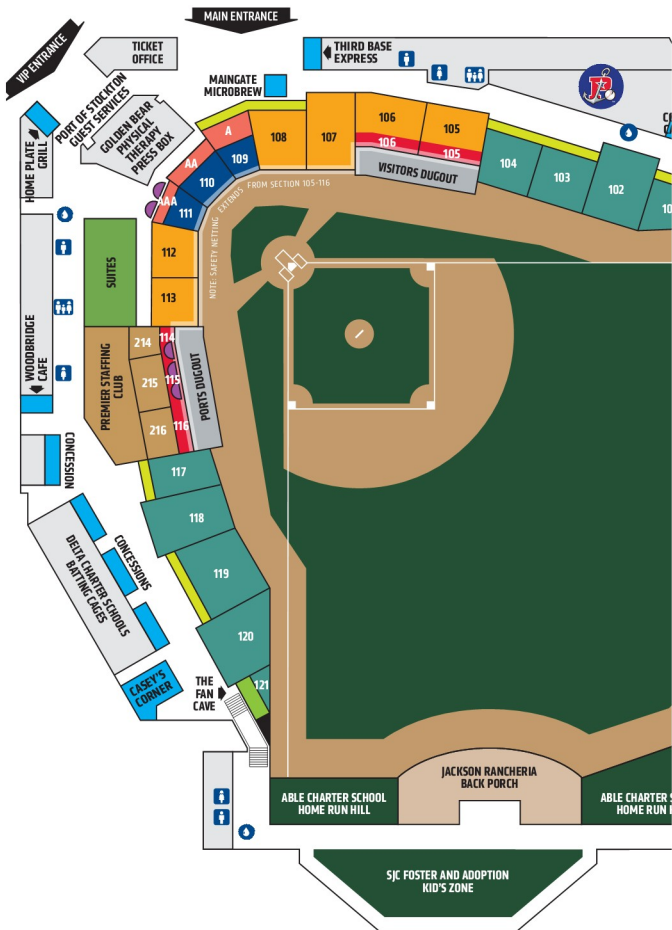 MAIN ENTRANCE
VIP ENTRANCE
TICKET
OFFICE
THIRD BASE
EXPRESS
MAINGATE
MICROBREW
PORT OF STOCKTON
GUEST SERVICES
GOLDEN BEAR
PHYSICAL
THERAPY
PRESS BOX
HOME PLATE
GRILL
A
AA
AAA
108
107
106
105
106
105
VISITORS DUGOUT
104
103
102
109
110
111
NOTE: SAFETY NETTING EXTENDS FROM SECTION 105-116
112
113
SUITES
WOODBRIDGE
CAFE
PREMIER STAFFING
CLUB
214
215
216
114
115
116
PORTS DUGOUT
CONCESSION
117
118
119
120
121
CONCESSIONS
DELTA CHARTER SCHOOLS
BATTING CAGES
CASEY'S
CORNER
THE
FAN
CAVE
JACKSON RANCHERIA
BACK PORCH
ABLE CHARTER SCHOOL
HOME RUN HILL
ABLE CHARTER
HOME RUN
SJC FOSTER AND ADOPTION
KID'S ZONE